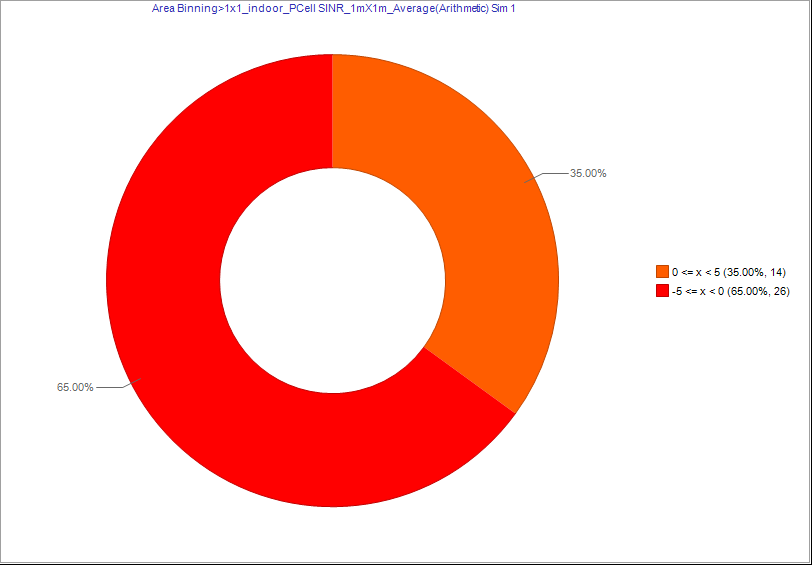 Area Binning>1x1_indoor_PCell SINR_1mX1m_Average(Arithmetic) Sim 1
35.00%
0 <= x < 5 (35.00%, 14)
-5 <= x < 0 (65.00%, 26)
65.00%